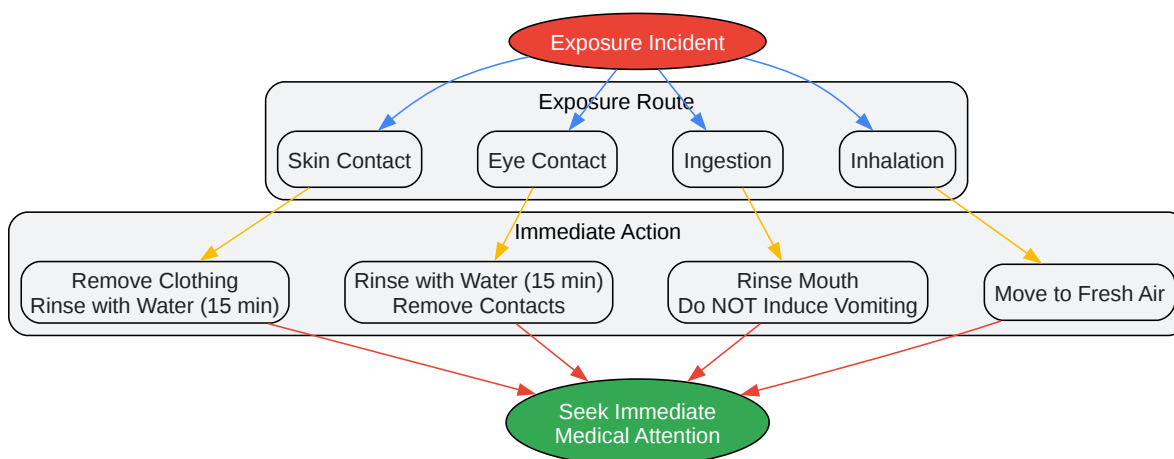 Exposure Incident
Exposure Route
Skin Contact
Eye Contact
Ingestion
Inhalation
Immediate Action
Remove Clothing
Rinse with Water (15 min)
Rinse with Water (15 min)
Remove Contacts
Rinse Mouth
Do NOT Induce Vomiting
Move to Fresh Air
Seek Immediate
Medical Attention